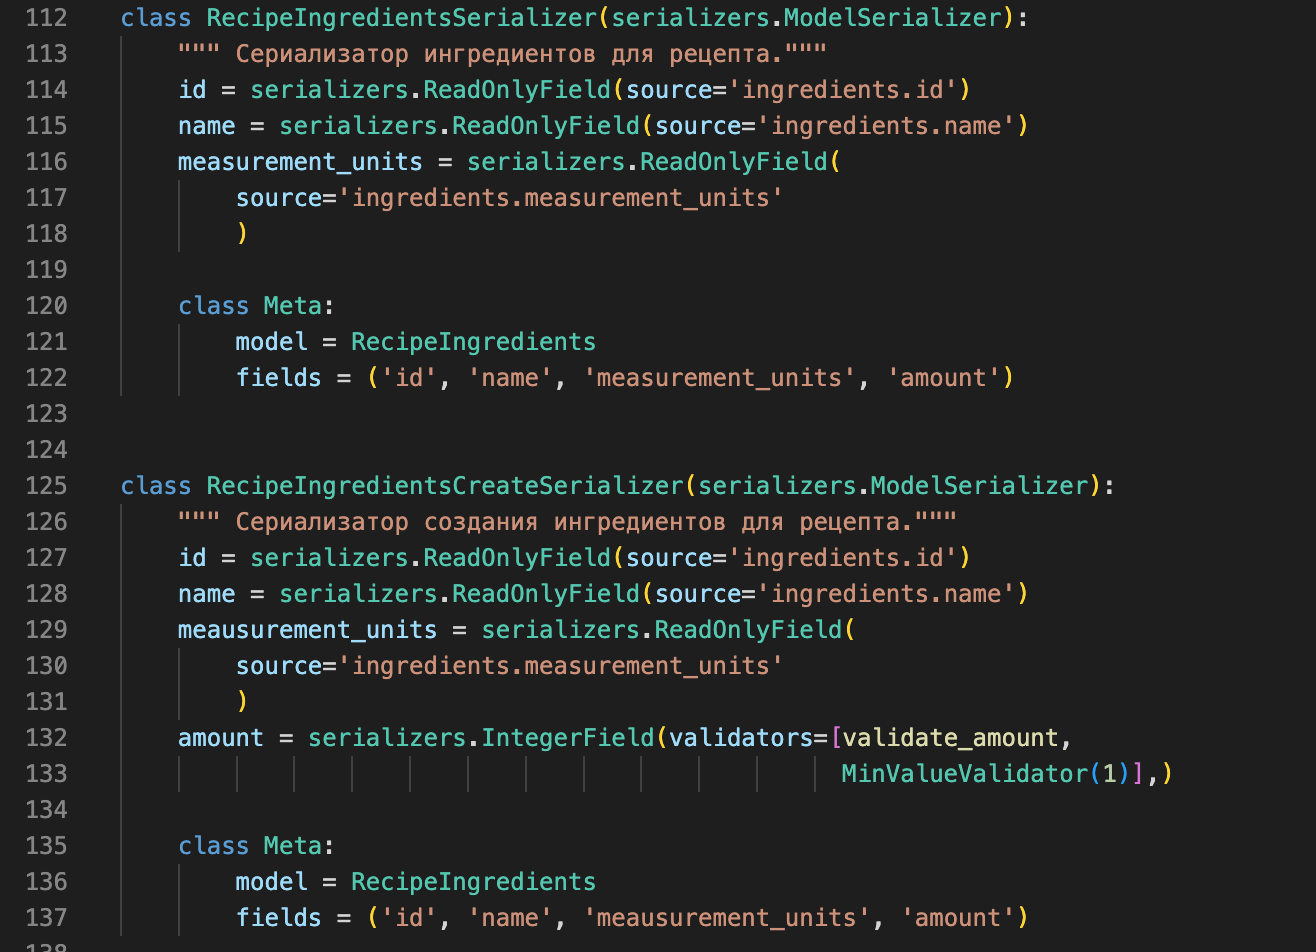 112 class RecipeIngredientsSerializer(serializers.ModelSerializer):
113     """ Сериализатор ингредиентов для рецепта."""
114     id = serializers.ReadOnlyField(source='ingredients.id')
115     name = serializers.ReadOnlyField(source='ingredients.name')
116     measurement_units = serializers.ReadOnlyField(
117         source='ingredients.measurement_units'
118         )
119
120     class Meta:
121         model = RecipeIngredients
122         fields = ('id', 'name', 'measurement_units', 'amount')
123
124
125 class RecipeIngredientsCreateSerializer(serializers.ModelSerializer):
126     """ Сериализатор создания ингредиентов для рецепта."""
127     id = serializers.ReadOnlyField(source='ingredients.id')
128     name = serializers.ReadOnlyField(source='ingredients.name')
129     meausurement_units = serializers.ReadOnlyField(
130         source='ingredients.measurement_units'
131         )
132     amount = serializers.IntegerField(validators=[validate_amount,
133                                                   MinValueValidator(1)],)
134
135     class Meta:
136         model = RecipeIngredients
137         fields = ('id', 'name', 'meausurement_units', 'amount')
138